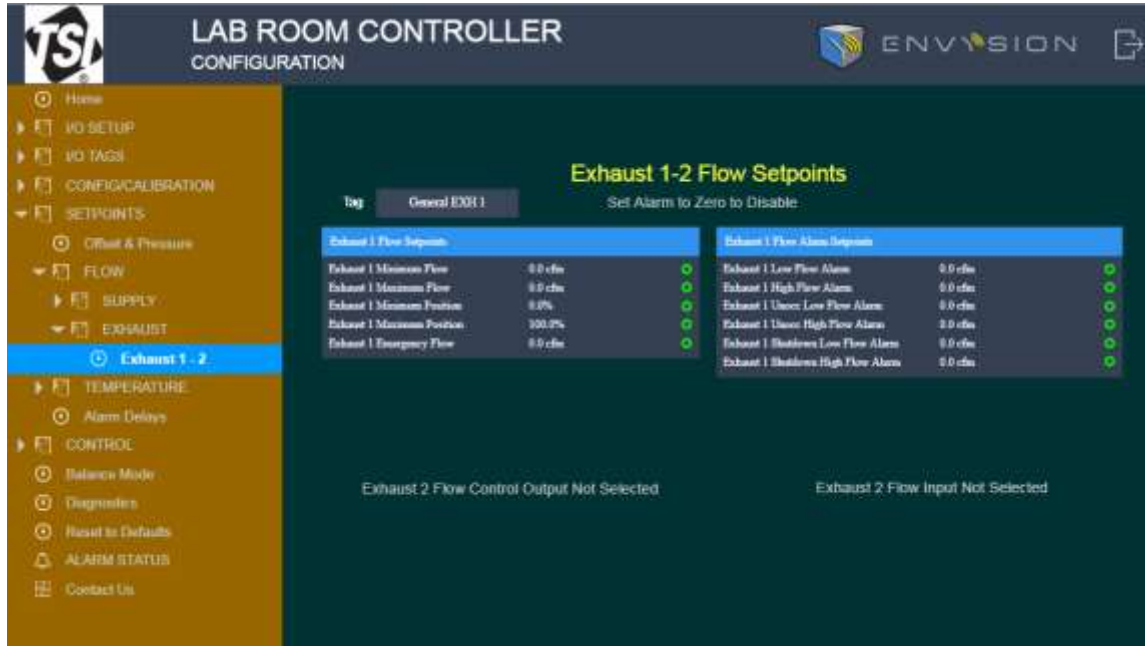 TSI
®
LAB ROOM CONTROLLER
CONFIGURATION
ENVYSION
Home
I/O SETUP
I/O TAGS
CONFIG/CALIBRATION
SETPOINTS
Offset & Pressure
FLOW
SUPPLY
EXHAUST
Exhaust 1 - 2
TEMPERATURE
Alarm Delays
CONTROL
Balance Mode
Diagnostics
Reset to Defaults
ALARM STATUS
Contact Us
Exhaust 1-2 Flow Setpoints
Tag General EXH 1 Set Alarm to Zero to Disable
Exhaust 1 Flow Setpoints
Exhaust 1 Minimum Flow 0.0 cfm
Exhaust 1 Maximum Flow 0.0 cfm
Exhaust 1 Minimum Position 0.0%
Exhaust 1 Maximum Position 100.0%
Exhaust 1 Emergency Flow 0.0 cfm
Exhaust 1 Flow Alarm Setpoints
Exhaust 1 Low Flow Alarm 0.0 cfm
Exhaust 1 High Flow Alarm 0.0 cfm
Exhaust 1 Unocc Low Flow Alarm 0.0 cfm
Exhaust 1 Unocc High Flow Alarm 0.0 cfm
Exhaust 1 Shutdown Low Flow Alarm 0.0 cfm
Exhaust 1 Shutdown High Flow Alarm 0.0 cfm
Exhaust 2 Flow Control Output Not Selected
Exhaust 2 Flow Input Not Selected